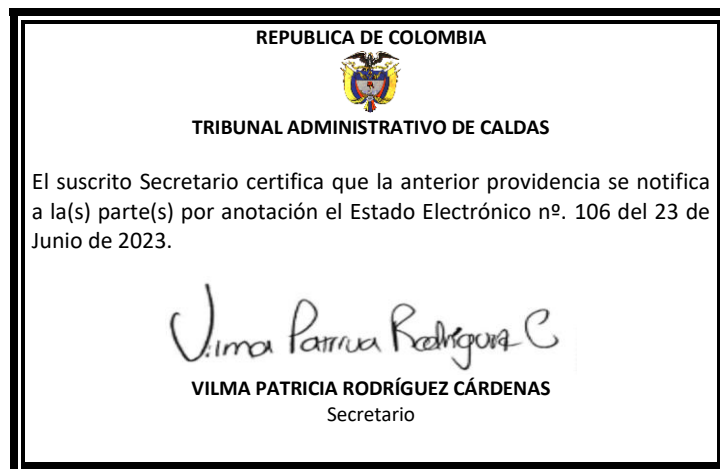 REPUBLICA DE COLOMBIA
TRIBUNAL ADMINISTRATIVO DE CALDAS
El suscrito Secretario certifica que la anterior providencia se notifica
a la(s) parte(s) por anotación el Estado Electrónico nº. 106 del 23 de
Junio de 2023.
Vilma Patricia Rodríguez C
VILMA PATRICIA RODRÍGUEZ CÁRDENAS
Secretario